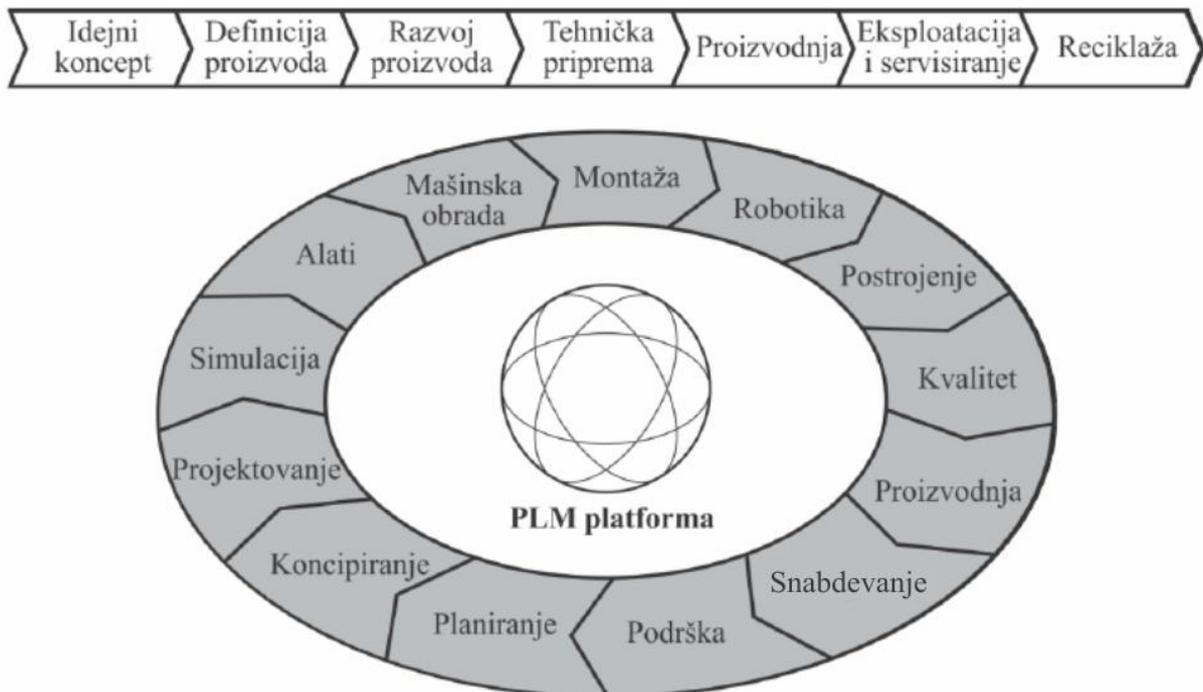 Idejni
koncept
Definicija
proizvoda
Razvoj
proizvoda
Tehnička
priprema
Proizvodnja
Eksploatacija
i servisiranje
Reciklaža
Mašinska
obrada
Montaža
Robotika
Postrojenje
Kvalitet
Proizvodnja
Snabdevanje
Podrška
Planiranje
Koncipiranje
Projektovanje
Simulacija
Alati
PLM platforma